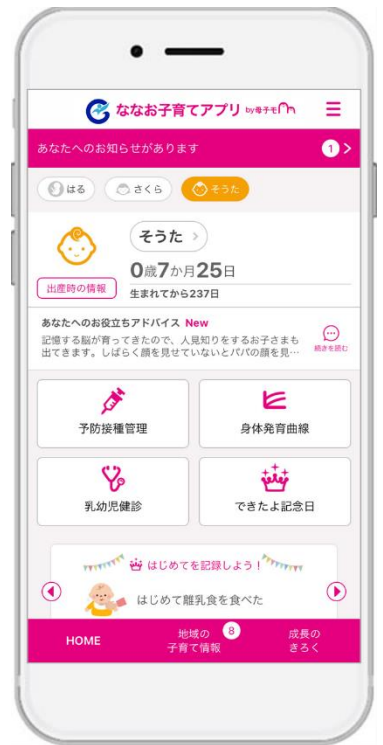 ななお子育てアプリ by母子モ
あなたへのお知らせがあります 1
はる さくら そうた
そうた
0歳7か月25日
出産時の情報
生まれてから237日
あなたへのお役立ちアドバイス New
記憶する脳が育ってきたので、人見知りをするお子さまも
出てきます。しばらく顔を見せていないとパパの顔を見…
続きを読む
予防接種管理
身体発育曲線
乳幼児健診
できたよ記念日
はじめてを記録しよう!
はじめて離乳食を食べた
HOME
地域の
子育て情報
8
成長の
きろく